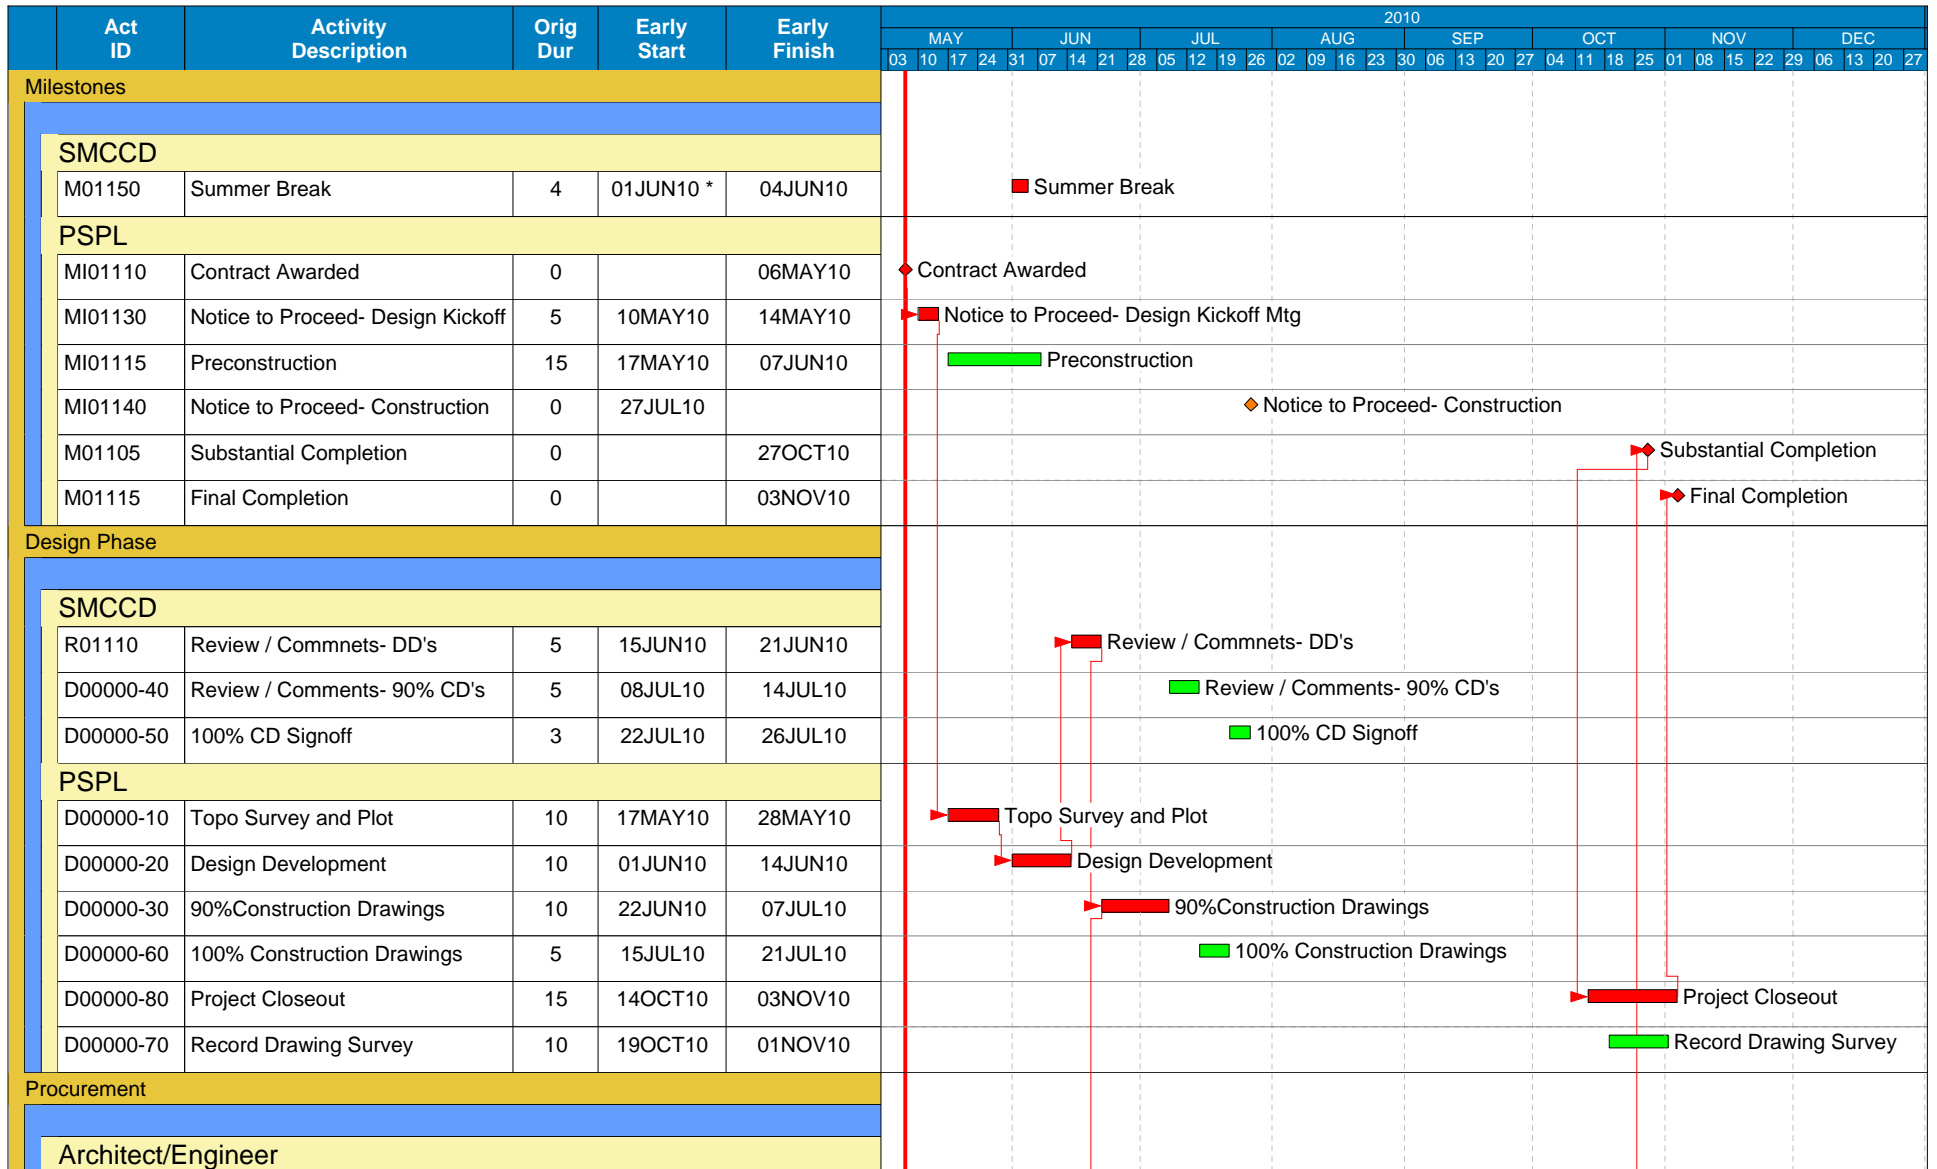 Act ID Activity Description Orig Dur Early Start Early Finish
2010
MAY JUN JUL AUG SEP OCT NOV DEC
03 10 17 24 31 07 14 21 28 05 12 19 26 02 09 16 23 30 06 13 20 27 04 11 18 25 01 08 15 22 29 06 13 20 27
Milestones
SMCCD
M01150 Summer Break 4 01JUN10 * 04JUN10 Summer Break
PSPL
MI01110 Contract Awarded 0 06MAY10 Contract Awarded
MI01130 Notice to Proceed- Design Kickoff 5 10MAY10 14MAY10 Notice to Proceed- Design Kickoff Mtg
MI01115 Preconstruction 15 17MAY10 07JUN10 Preconstruction
MI01140 Notice to Proceed- Construction 0 27JUL10 Notice to Proceed- Construction
M01105 Substantial Completion 0 27OCT10 Substantial Completion
M01115 Final Completion 0 03NOV10 Final Completion
Design Phase
SMCCD
R01110 Review / Commnets- DD's 5 15JUN10 21JUN10 Review / Commnets- DD's
D00000-40 Review / Comments- 90% CD's 5 08JUL10 14JUL10 Review / Comments- 90% CD's
D00000-50 100% CD Signoff 3 22JUL10 26JUL10 100% CD Signoff
PSPL
D00000-10 Topo Survey and Plot 10 17MAY10 28MAY10 Topo Survey and Plot
D00000-20 Design Development 10 01JUN10 14JUN10 Design Development
D00000-30 90%Construction Drawings 10 22JUN10 07JUL10 90%Construction Drawings
D00000-60 100% Construction Drawings 5 15JUL10 21JUL10 100% Construction Drawings
D00000-80 Project Closeout 15 14OCT10 03NOV10 Project Closeout
D00000-70 Record Drawing Survey 10 19OCT10 01NOV10 Record Drawing Survey
Procurement
Architect/Engineer